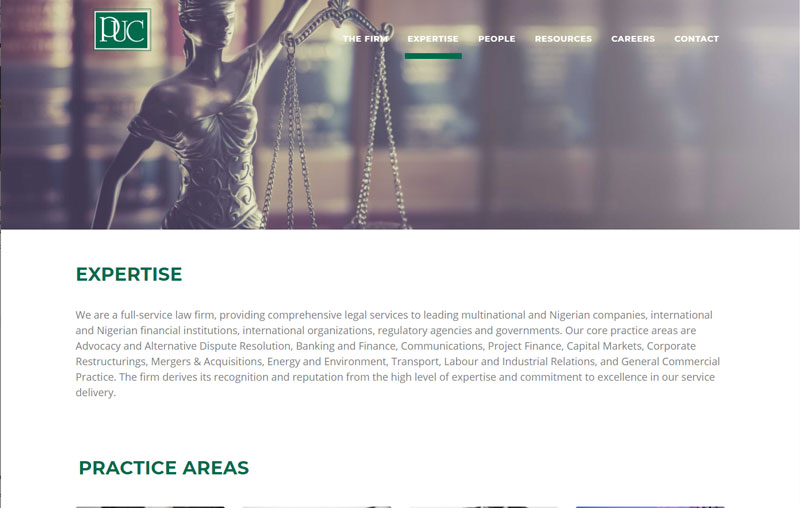 PUC
THE FIRM EXPERTISE PEOPLE RESOURCES CAREERS CONTACT
EXPERTISE
We are a full-service law firm, providing comprehensive legal services to leading multinational and Nigerian companies, international
and Nigerian financial institutions, international organizations, regulatory agencies and governments. Our core practice areas are
Advocacy and Alternative Dispute Resolution, Banking and Finance, Communications, Project Finance, Capital Markets, Corporate
Restructurings, Mergers & Acquisitions, Energy and Environment, Transport, Labour and Industrial Relations, and General Commercial
Practice. The firm derives its recognition and reputation from the high level of expertise and commitment to excellence in our service
delivery.
PRACTICE AREAS